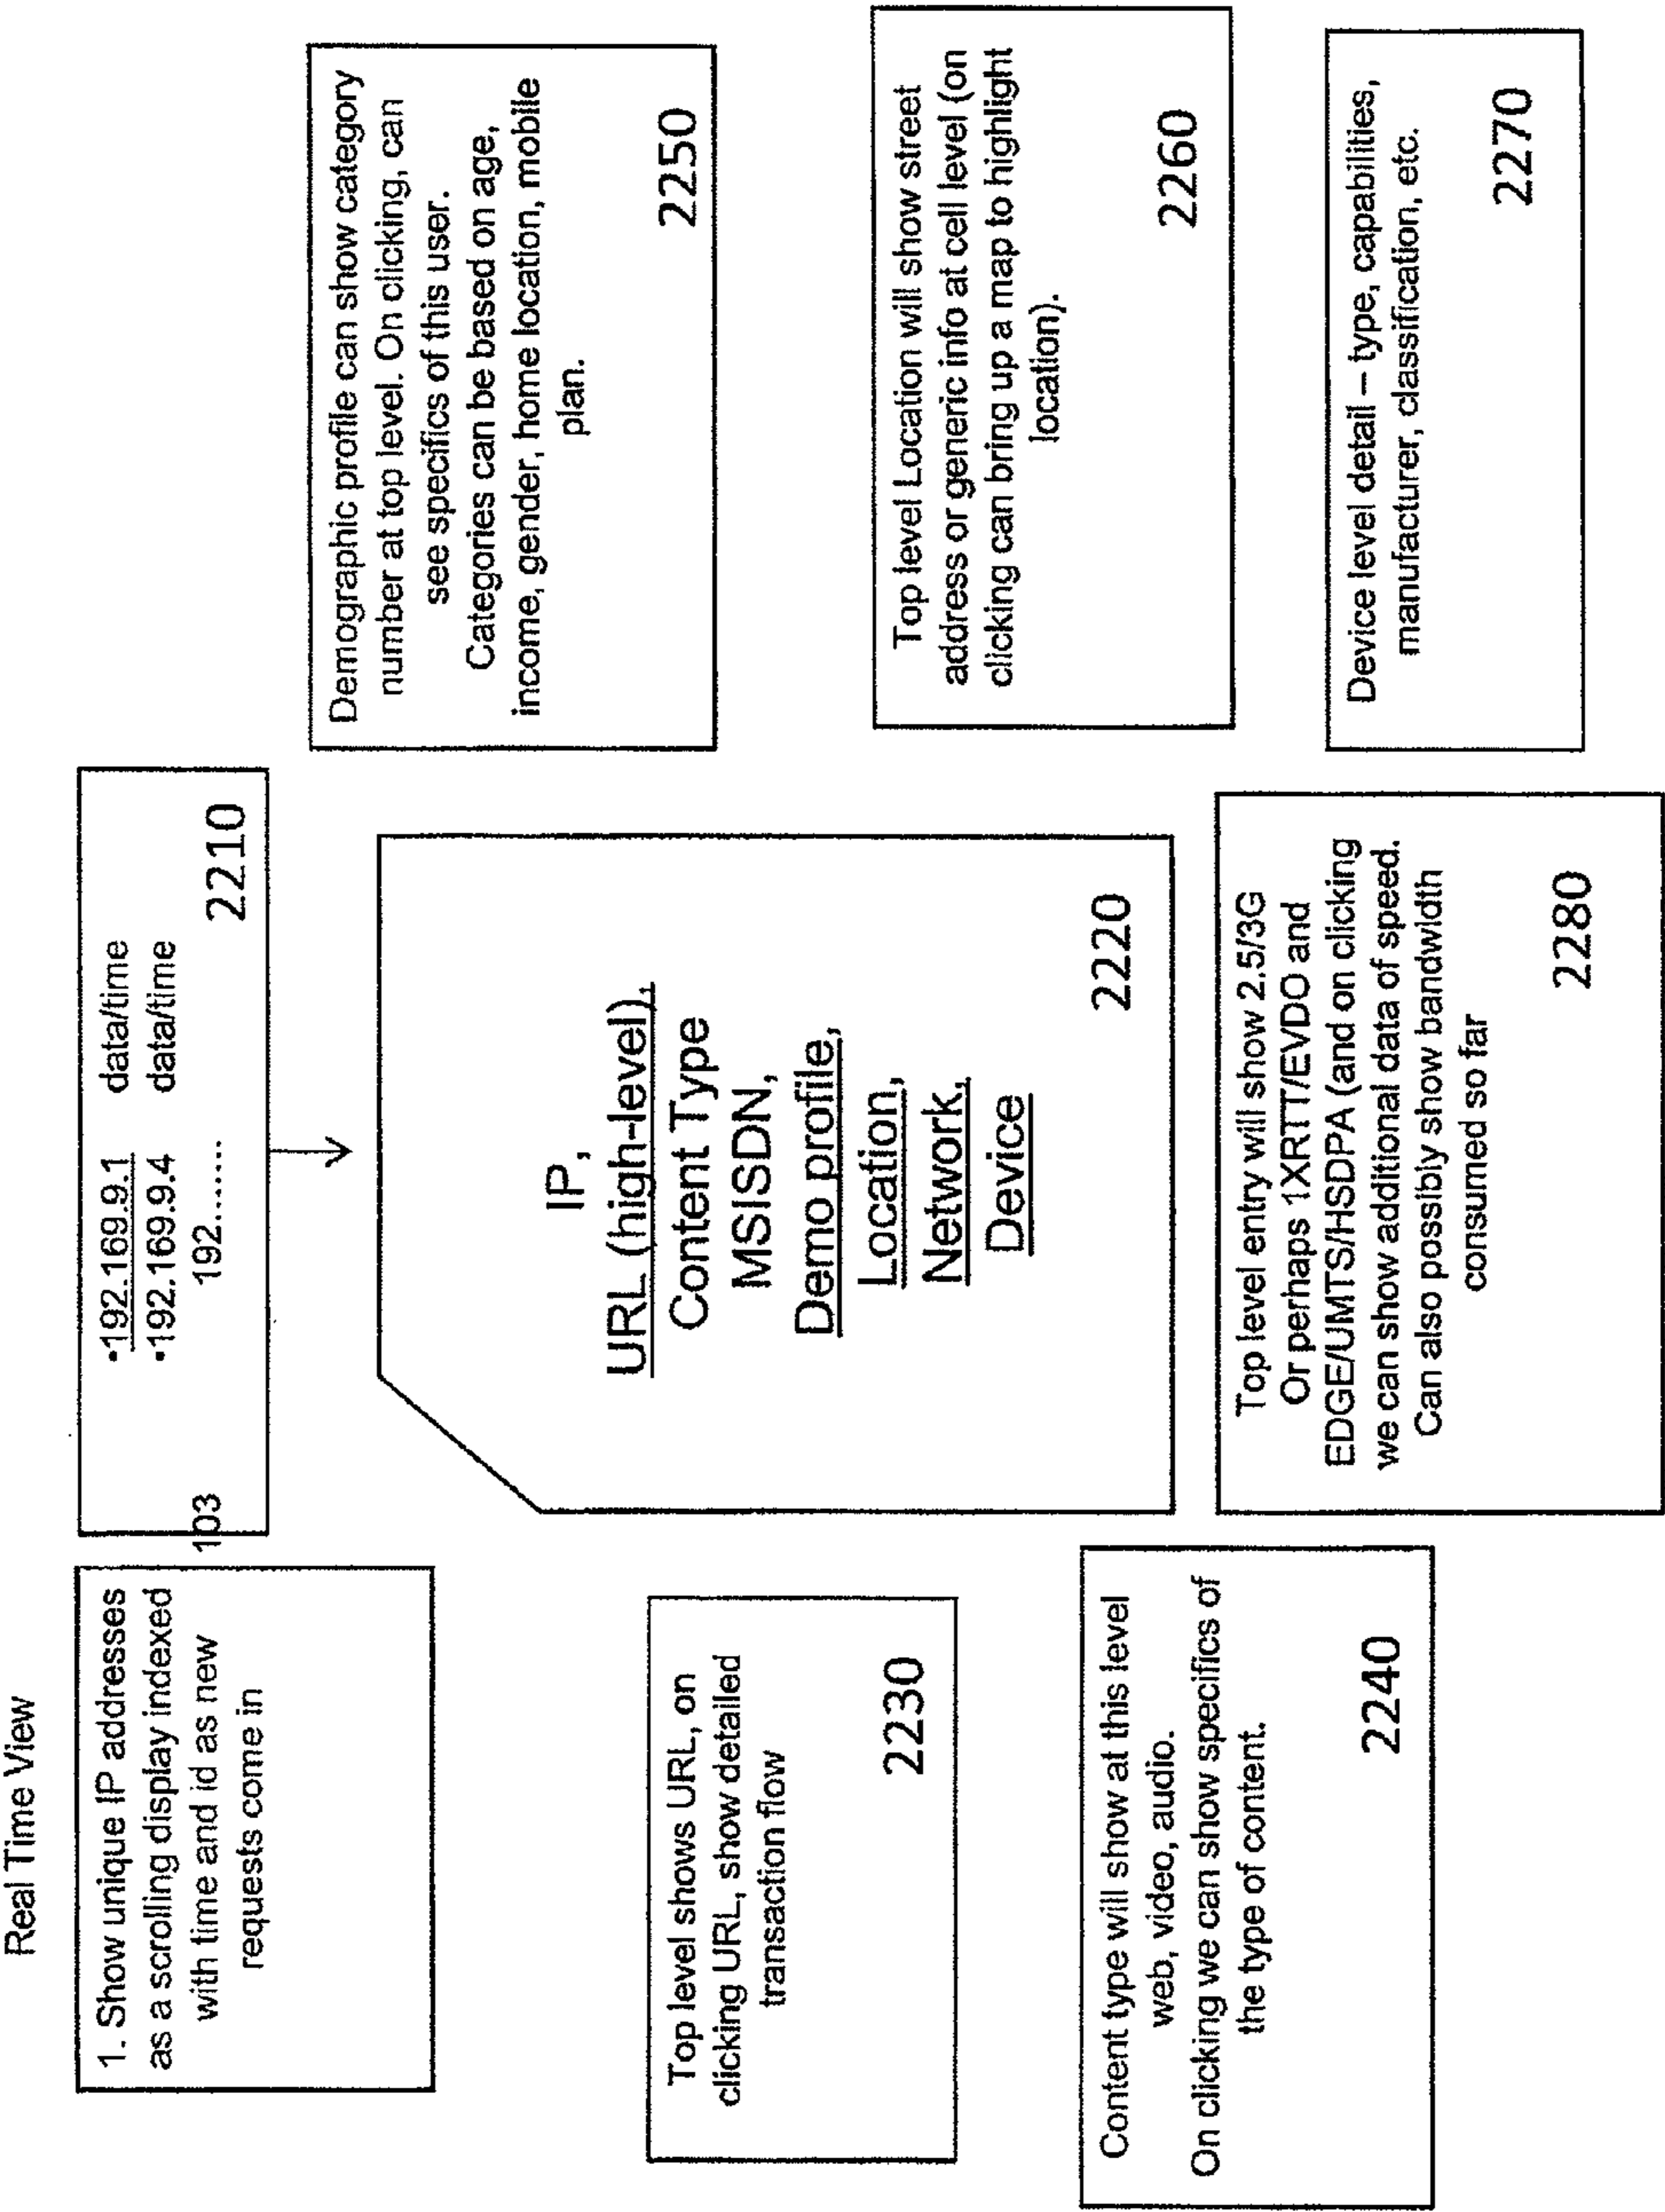 Real Time View
1. Show unique IP addresses
as a scrolling display indexed
with time and id as new
requests come in
•192.169.9.1 data/time
•192.169.9.4 data/time
103 192.......
2210
IP,
URL (high-level),
Content Type
MSISDN,
Demo profile,
Location,
Network,
Device
2220
Top level shows URL, on
clicking URL, show detailed
transaction flow
2230
Content type will show at this level
web, video, audio.
On clicking we can show specifics of
the type of content.
2240
Demographic profile can show category
number at top level. On clicking, can
see specifics of this user.
Categories can be based on age,
income, gender, home location, mobile
plan.
2250
Top level Location will show street
address or generic info at cell level (on
clicking can bring up a map to highlight
location).
2260
Device level detail – type, capabilities,
manufacturer, classification, etc.
2270
Top level entry will show 2.5/3G
Or perhaps 1XRTT/EVDO and
EDGE/UMTS/HSDPA (and on clicking
we can show additional data of speed.
Can also possibly show bandwidth
consumed so far
2280